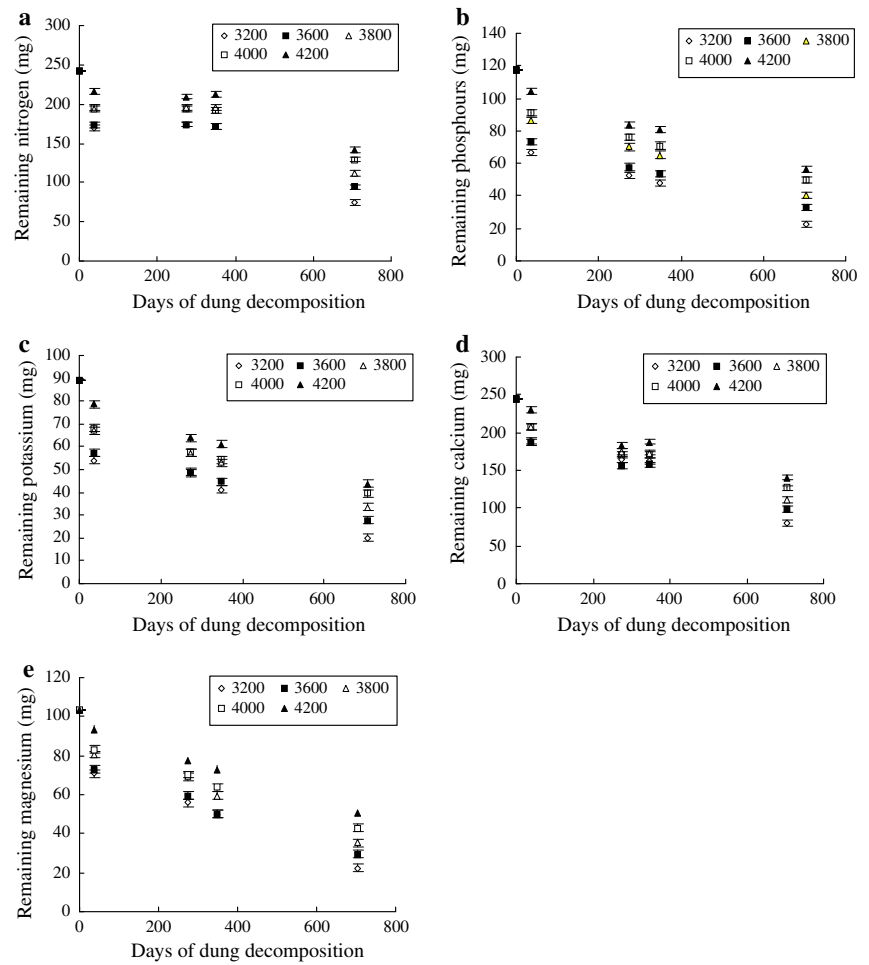 a
300
250
200
150
100
50
0
0 200 400 600 800
Remaining nitrogen (mg)
Days of dung decomposition
3200 3600 3800
4000 4200
b
140
120
100
80
60
40
20
0
0 200 400 600 800
Remaining phosphours (mg)
Days of dung decomposition
3200 3600 3800
4000 4200
c
100
90
80
70
60
50
40
30
20
10
0
0 200 400 600 800
Remaining potassium (mg)
Days of dung decomposition
3200 3600 3800
4000 4200
d
300
250
200
150
100
50
0
0 200 400 600 800
Remaining calcium (mg)
Days of dung decomposition
3200 3600 3800
4000 4200
e
120
100
80
60
40
20
0
0 200 400 600 800
Remaining magnesium (mg)
Days of dung decomposition
3200 3600 3800
4000 4200